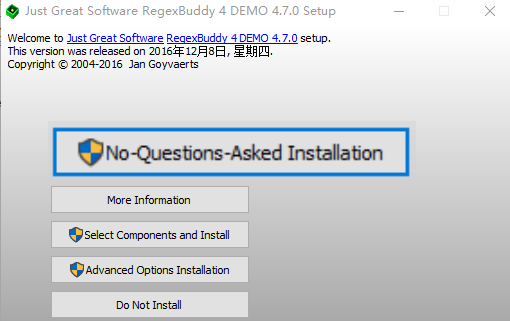 Just Great Software RegexBuddy 4 DEMO 4.7.0 Setup
Welcome to Just Great Software RegexBuddy 4 DEMO 4.7.0 setup.
This version was released on 2016年12月8日, 星期四.
Copyright © 2004-2016  Jan Goyvaerts
No-Questions-Asked Installation
More Information
Select Components and Install
Advanced Options Installation
Do Not Install